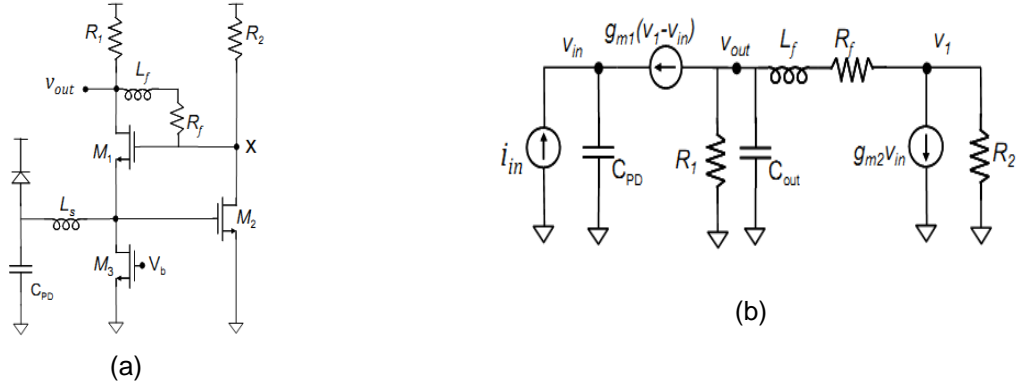 R1
R2
Lf
vout
Rf
X
M1
Ls
M2
M3
Vb
CPD
(a)
gm1(v1-vin)
vin
vout
Lf
Rf
v1
iin
CPD
R1
Cout
gm2vin
R2
(b)